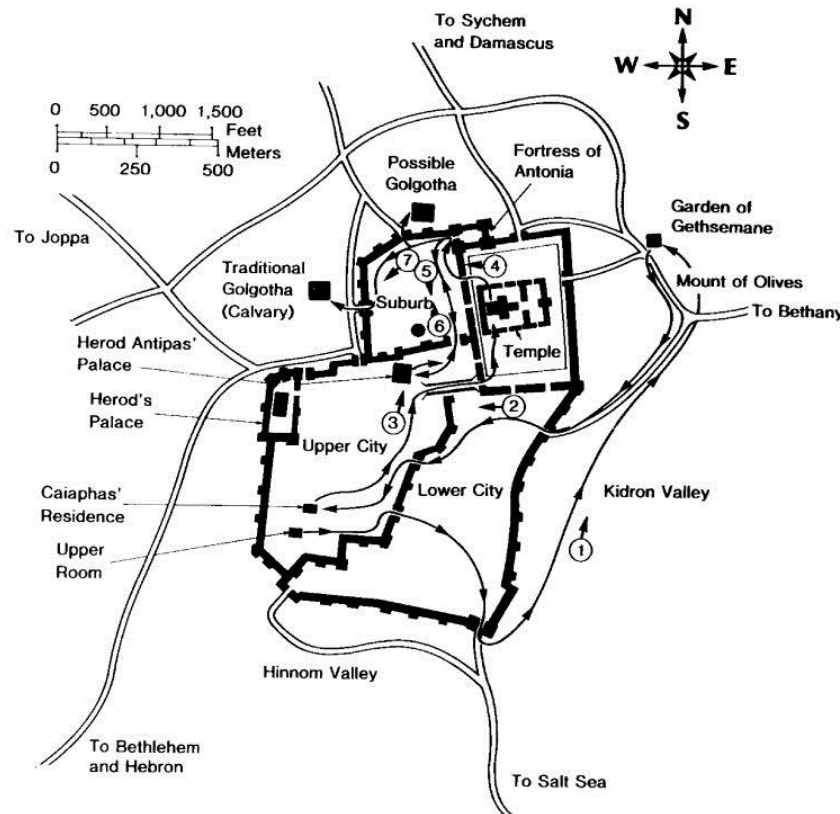 To Sychem
and Damascus
N
W E
S
0 500 1,000 1,500
Feet
Meters
0 250 500
Possible
Golgotha
Fortress of
Antonia
Garden of
Gethsemane
To Joppa
Traditional
Golgotha
(Calvary)
7
5
4
Suburb
Mount of Olives
To Bethany
6
Herod Antipas'
Palace
Temple
Herod's
Palace
3
2
Upper City
Lower City
Kidron Valley
Caiaphas'
Residence
Upper
Room
1
Hinnom Valley
To Bethlehem
and Hebron
To Salt Sea